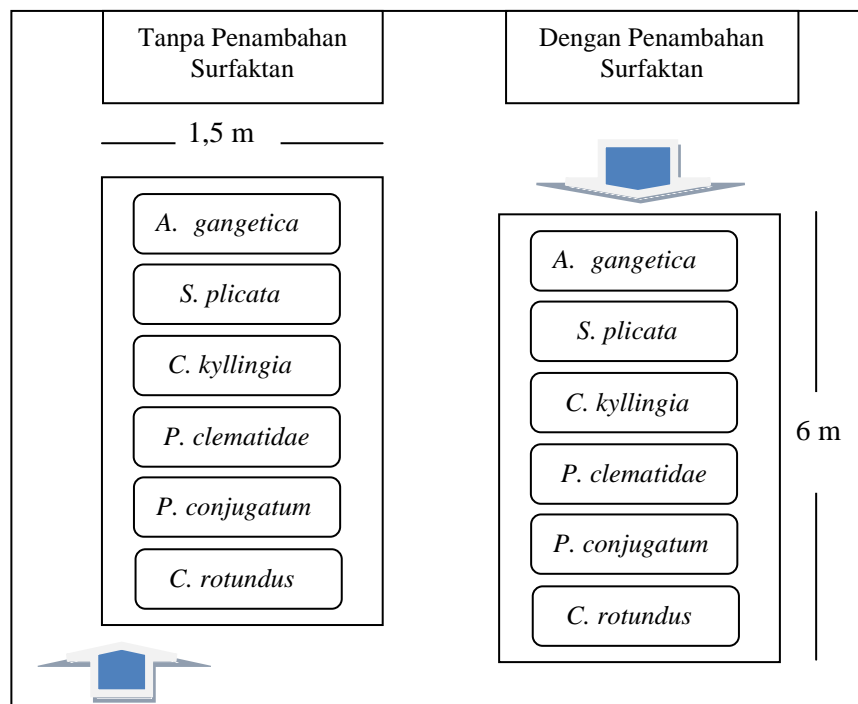 Tanpa Penambahan
Surfaktan
1,5 m
A. gangetica
S. plicata
C. kyllingia
P. clematidae
P. conjugatum
C. rotundus
Dengan Penambahan
Surfaktan
A. gangetica
S. plicata
C. kyllingia
P. clematidae
P. conjugatum
C. rotundus
6 m